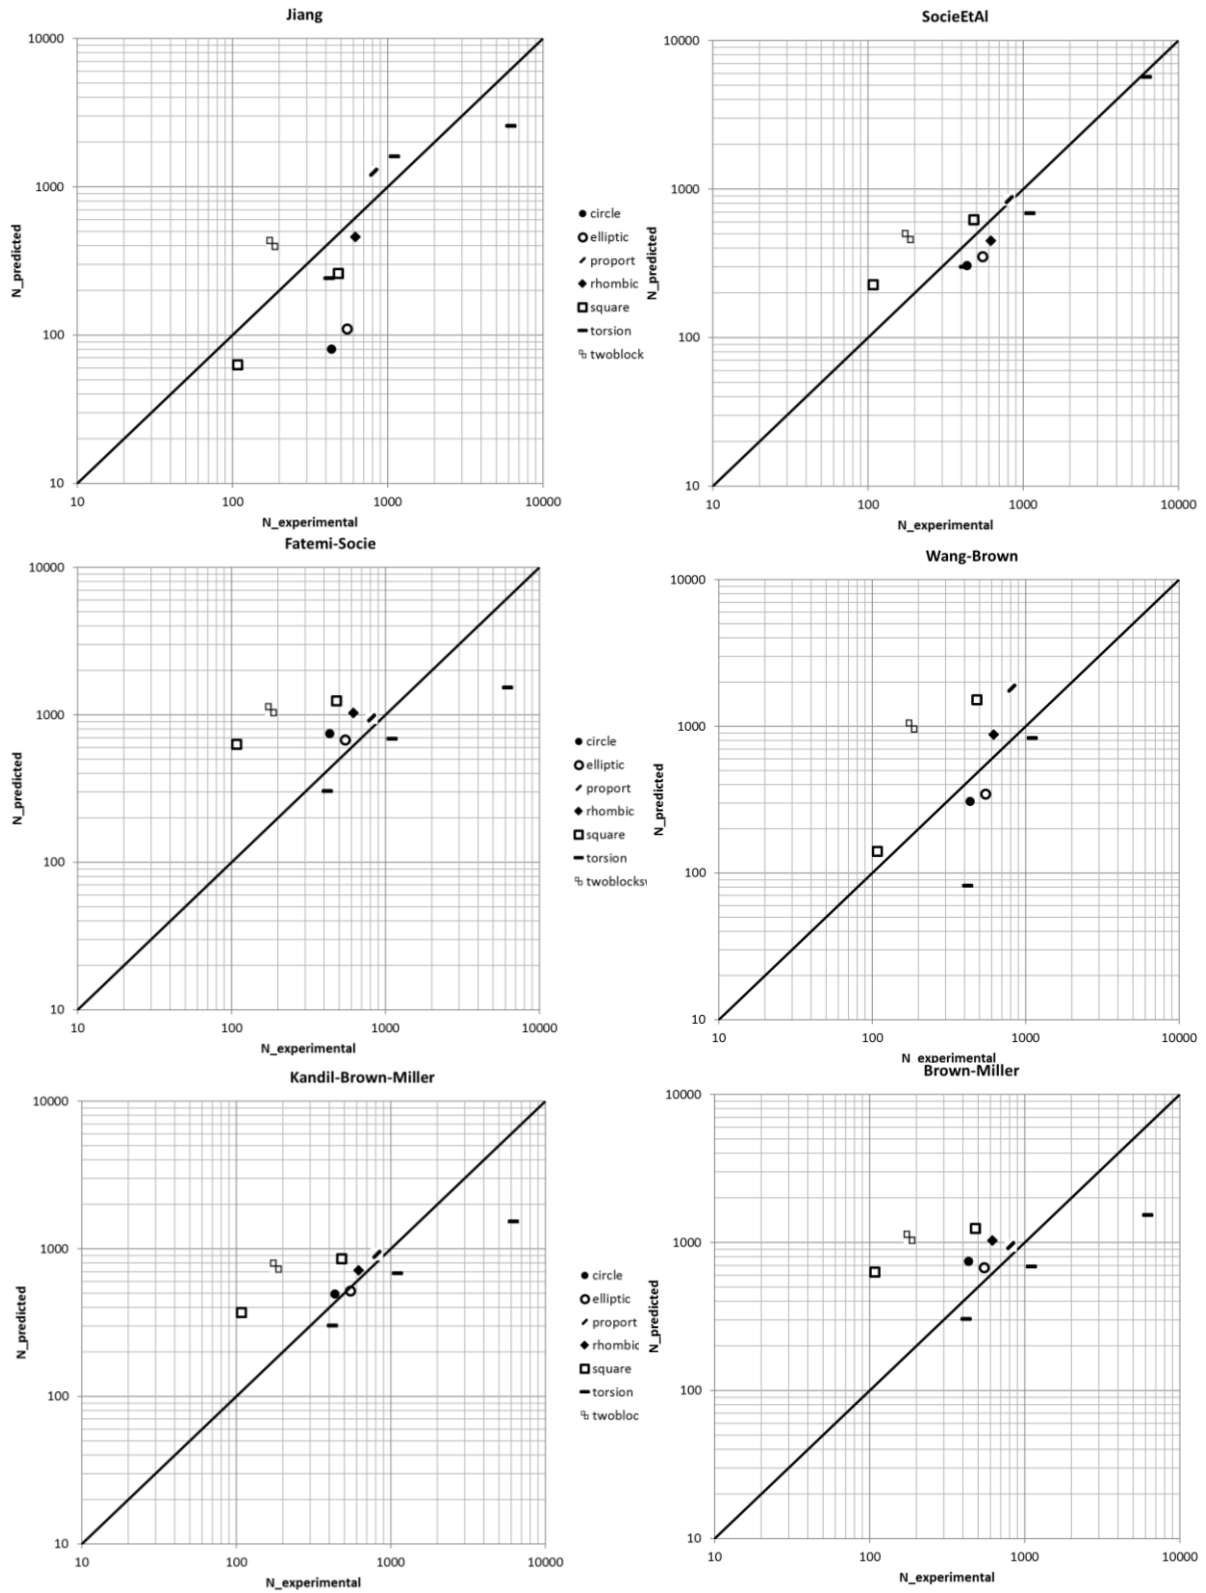 Jiang
10000
1000
100
10
N_predicted
10
100
1000
10000
N_experimental
circle
elliptic
proport
rhombic
square
torsion
twoblock
SocieEtAl
10000
1000
100
10
N_predicted
10
100
1000
10000
N_experimental
Fatemi-Socie
10000
1000
100
10
N_predicted
10
100
1000
10000
N_experimental
circle
elliptic
proport
rhombic
square
torsion
twoblocks
Wang-Brown
10000
1000
100
10
N_predicted
10
100
1000
10000
N_experimental
Kandil-Brown-Miller
10000
1000
100
10
N_predicted
10
100
1000
10000
N_experimental
circle
elliptic
proport
rhombic
square
torsion
twobloc
Brown-Miller
10000
1000
100
10
N_predicted
10
100
1000
10000
N_experimental